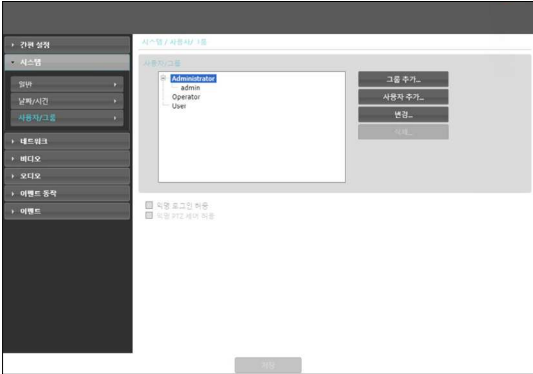 간편 설정
시스템
일반
날짜/시간
사용자/그룹
네트워크
비디오
오디오
이벤트 동작
이벤트
시스템 / 사용자/그룹
사용자/그룹
Administrator
admin
Operator
User
그룹 추가...
사용자 추가...
변경...
삭제...
익명 로그인 허용
익명 PTZ 제어 허용
저장